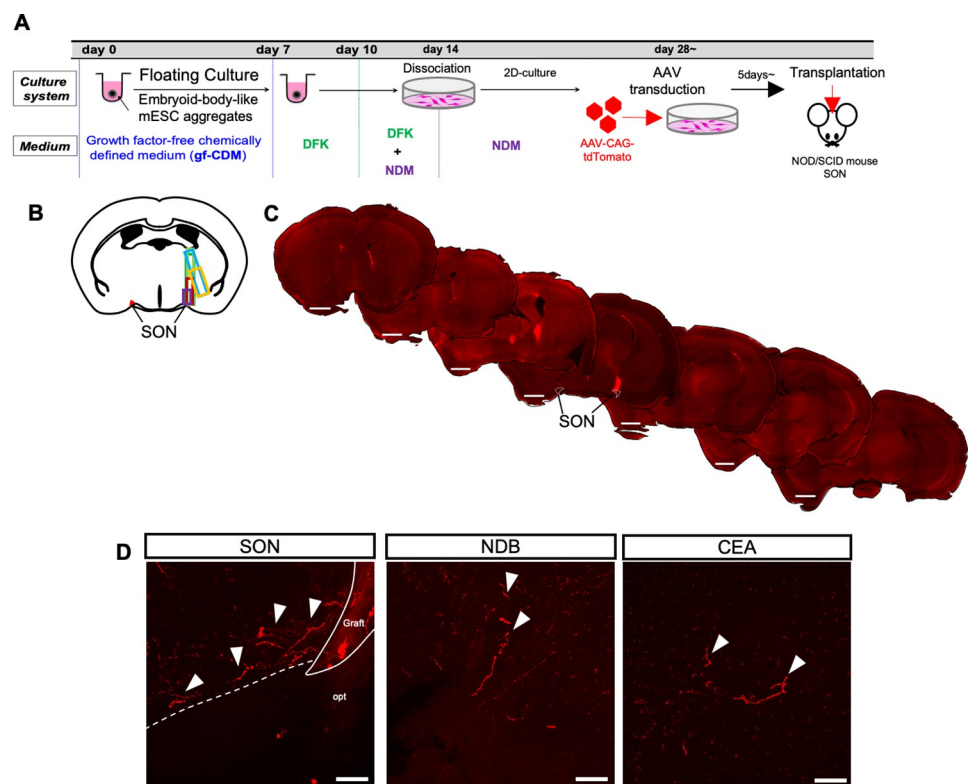 A
day 0
day 7
day 10
day 14
day 28~
Culture
system
Floating Culture
Embryoid-body-like
mESC aggregates
Dissociation
2D-culture
AAV
transduction
5days~
Transplantation
Medium
Growth factor-free chemically
defined medium (gf-CDM)
DFK
DFK
+
NDM
NDM
AAV-CAG-
tdTomato
NOD/SCID mouse
SON
B
SON
C
SON
D
SON
NDB
CEA
Graft
opt